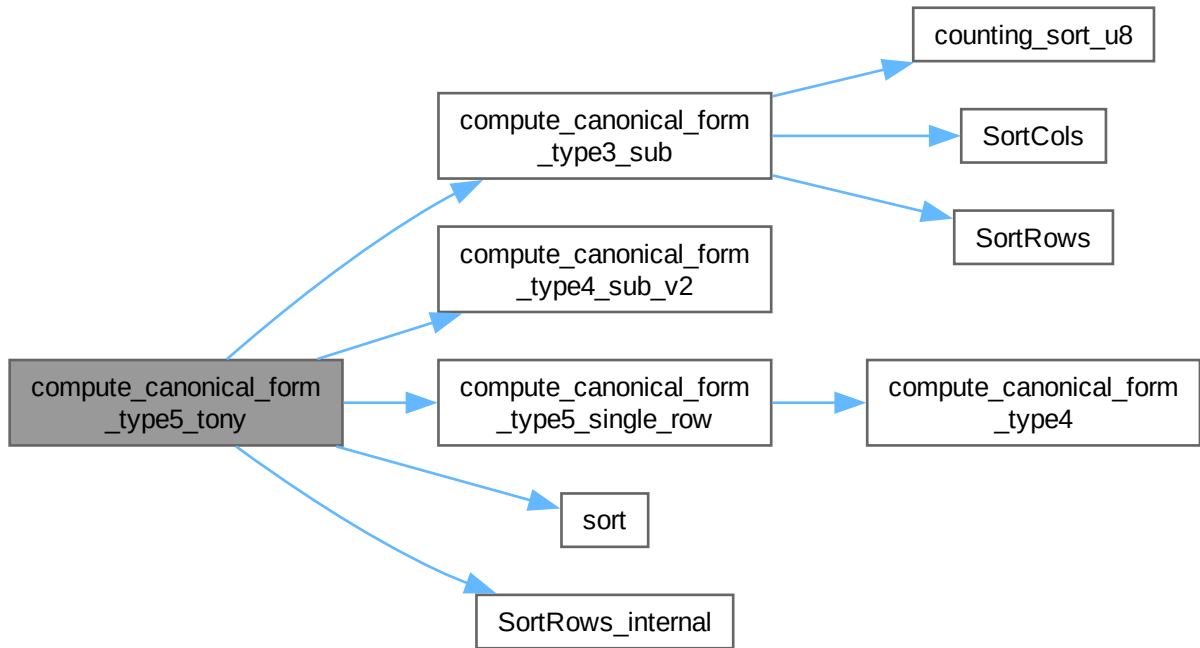 compute_canonical_form
_type5_tony
compute_canonical_form
_type3_sub
counting_sort_u8
SortCols
SortRows
compute_canonical_form
_type4_sub_v2
compute_canonical_form
_type5_single_row
compute_canonical_form
_type4
sort
SortRows_internal